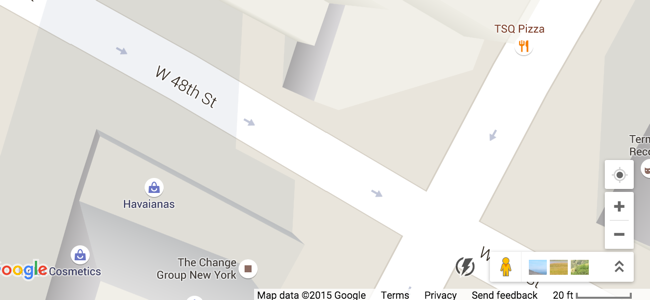 TSQ Pizza
W 48th St
Havaianas
The Change
Group New York
Cosmetics
Google
Map data ©2015 Google
Terms
Privacy
Send feedback
20 ft